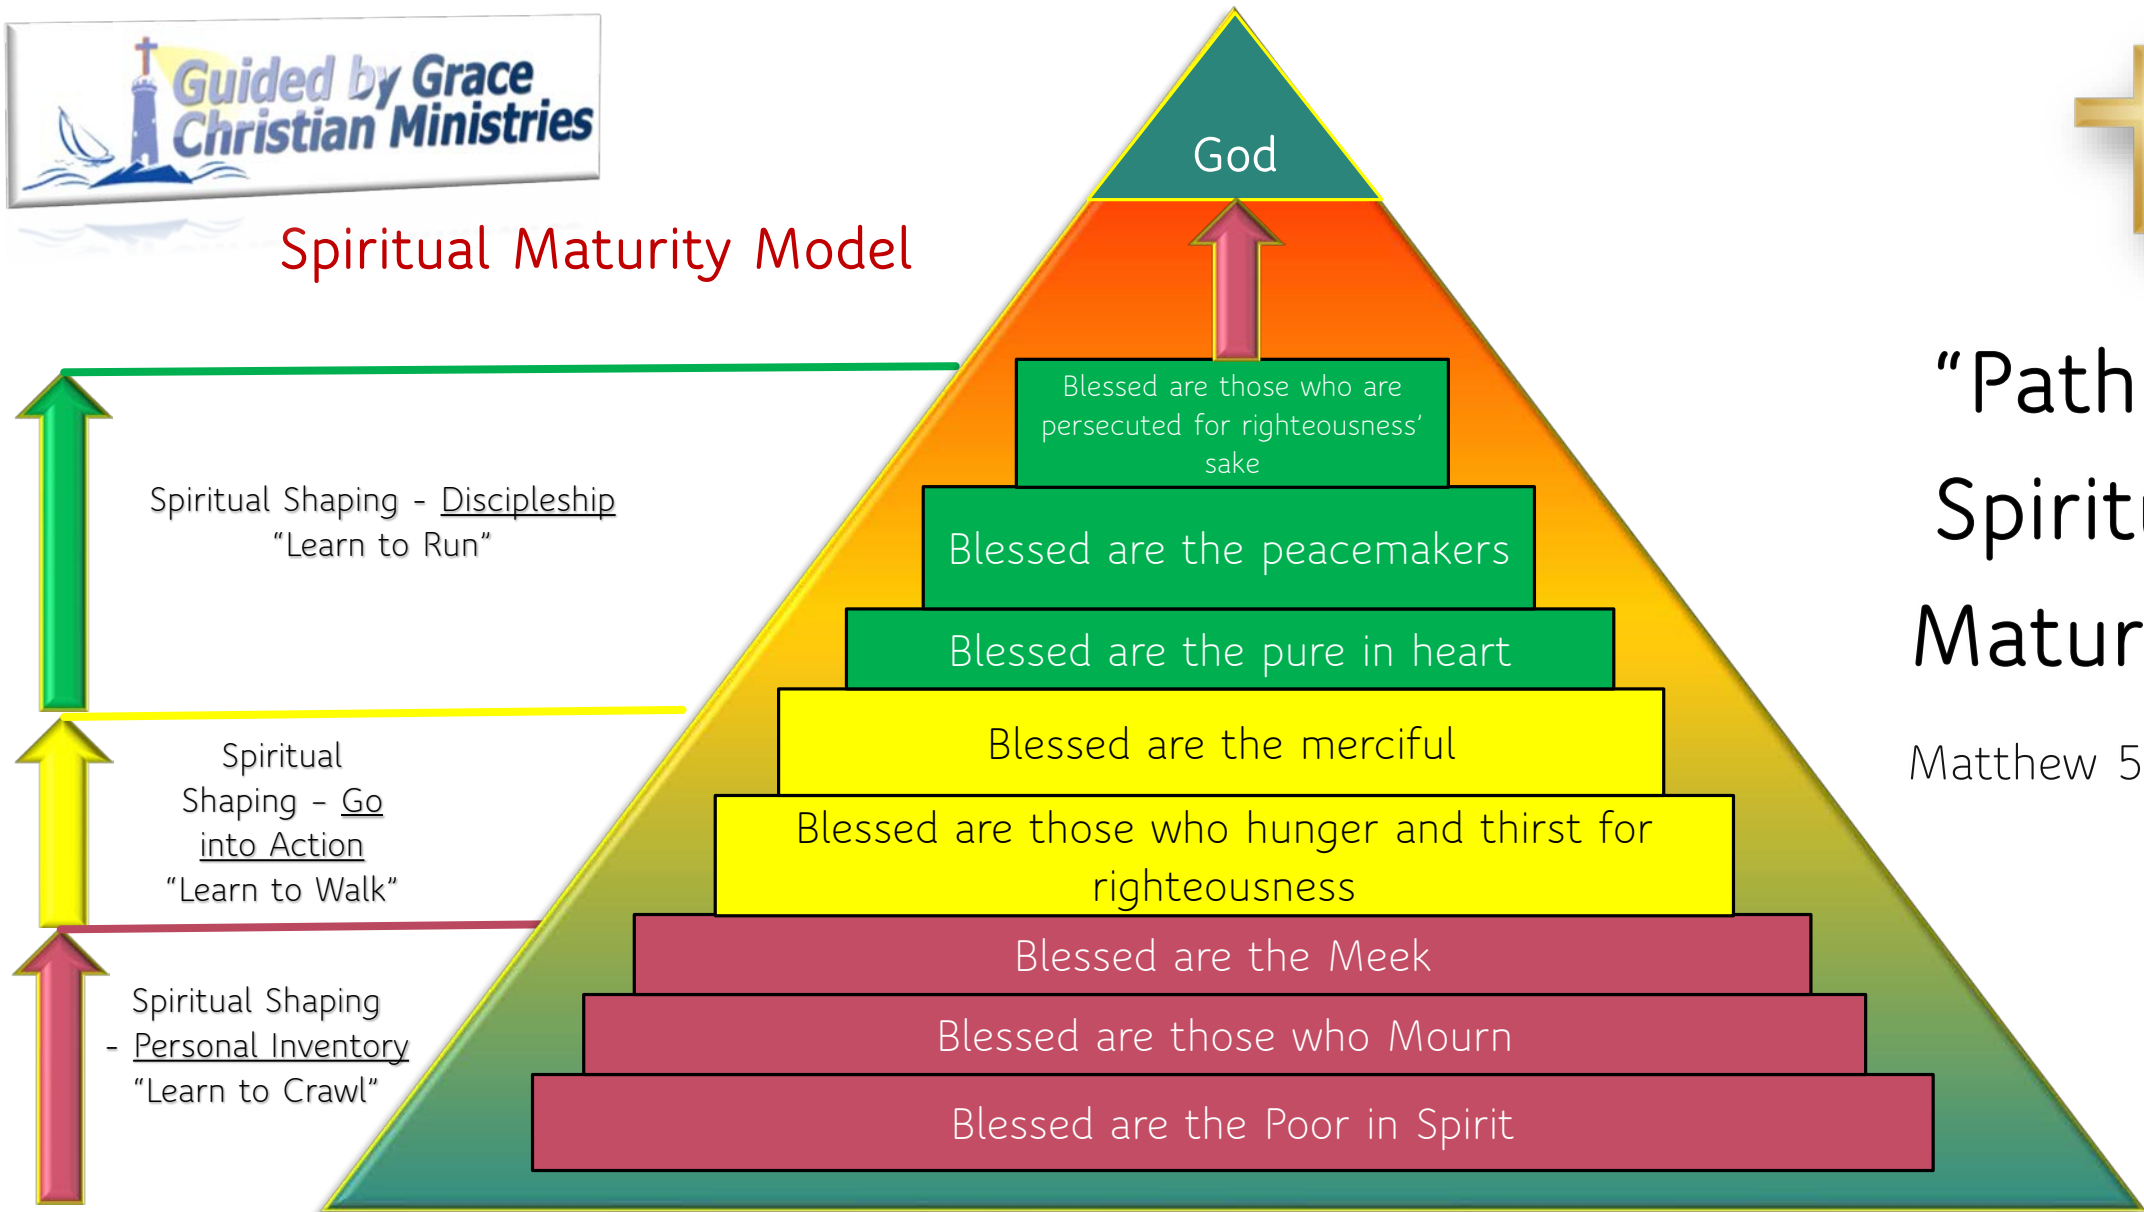 Guided by Grace
Christian Ministries
Spiritual Maturity Model
God
Blessed are those who are
persecuted for righteousness'
sake
Blessed are the peacemakers
Blessed are the pure in heart
Blessed are the merciful
Blessed are those who hunger and thirst for
righteousness
Blessed are the Meek
Blessed are those who Mourn
Blessed are the Poor in Spirit
Spiritual Shaping - Discipleship
“Learn to Run”
Spiritual
Shaping – Go
into Action
“Learn to Walk”
Spiritual Shaping
- Personal Inventory
“Learn to Crawl”
“Path
Matthew 5